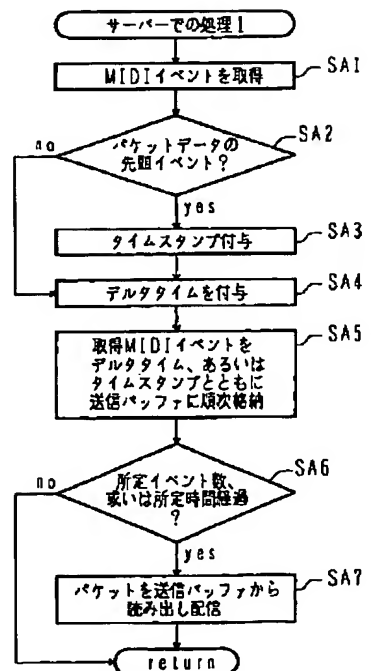 サーバーでの処理1
MIDIイベントを取得
SA1
パケットデータの
先頭イベント?
SA2
no
yes
タイムスタンプ付与
SA3
デルタタイムを付与
SA4
取得MIDIイベントを
デルタタイム、あるいは
タイムスタンプとともに
送信バッファに順次格納
SA5
所定イベント数、
或いは所定時間経過
?
SA6
no
yes
パケットを送信バッファから
読み出し配信
SA7
return